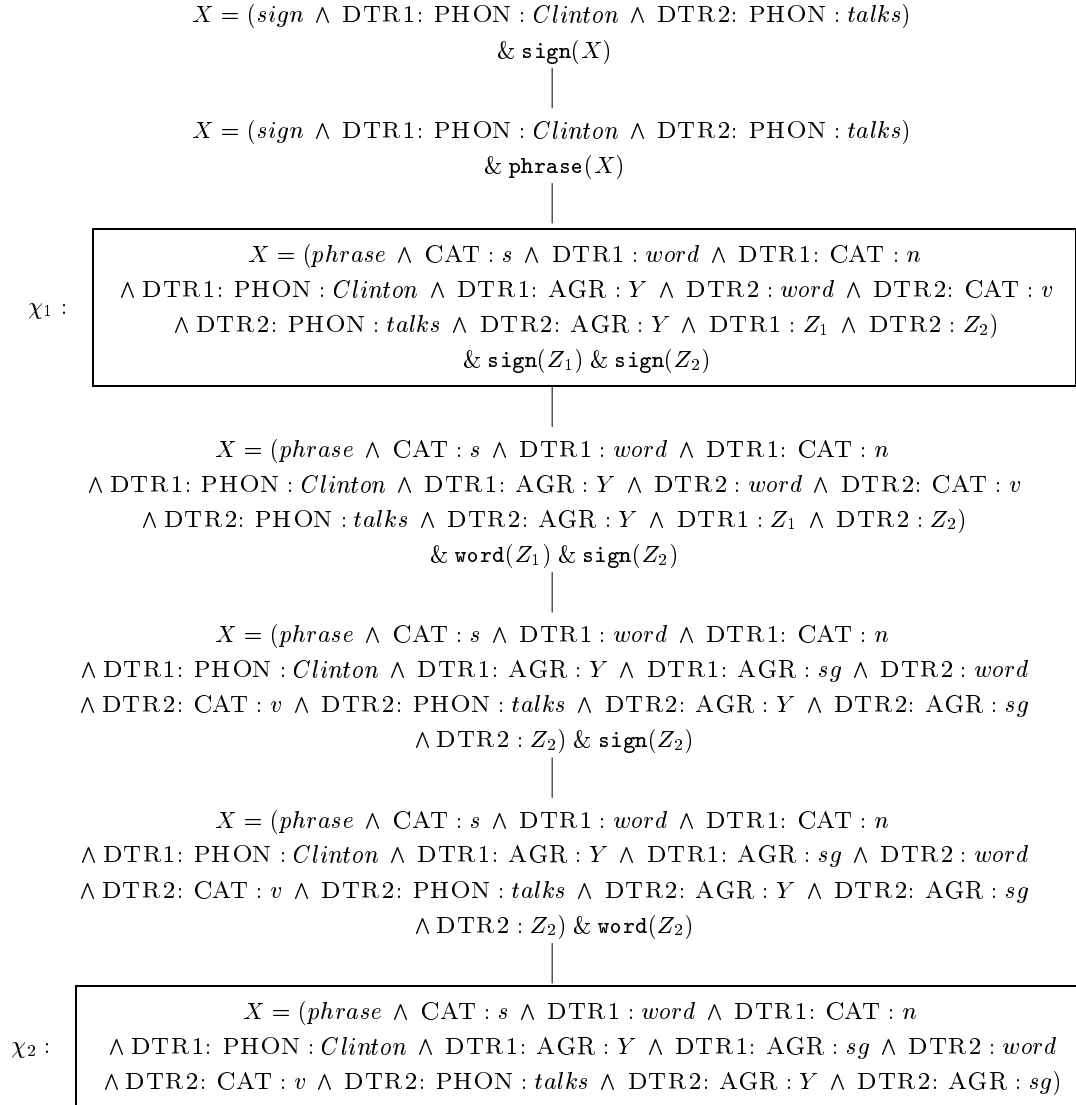 X = (sign ∧ DTR1: PHON : Clinton ∧ DTR2: PHON : talks)
& sign(X)
X = (sign ∧ DTR1: PHON : Clinton ∧ DTR2: PHON : talks)
& phrase(X)
X = (phrase ∧ CAT : s ∧ DTR1 : word ∧ DTR1: CAT : n
∧ DTR1: PHON : Clinton ∧ DTR1: AGR : Y ∧ DTR2 : word ∧ DTR2: CAT : v
χ₁ : ∧ DTR2: PHON : talks ∧ DTR2: AGR : Y ∧ DTR1 : Z₁ ∧ DTR2 : Z₂)
& sign(Z₁) & sign(Z₂)
X = (phrase ∧ CAT : s ∧ DTR1 : word ∧ DTR1: CAT : n
∧ DTR1: PHON : Clinton ∧ DTR1: AGR : Y ∧ DTR2 : word ∧ DTR2: CAT : v
∧ DTR2: PHON : talks ∧ DTR2: AGR : Y ∧ DTR1 : Z₁ ∧ DTR2 : Z₂)
& word(Z₁) & sign(Z₂)
X = (phrase ∧ CAT : s ∧ DTR1 : word ∧ DTR1: CAT : n
∧ DTR1: PHON : Clinton ∧ DTR1: AGR : Y ∧ DTR1: AGR : sg ∧ DTR2 : word
∧ DTR2: CAT : v ∧ DTR2: PHON : talks ∧ DTR2: AGR : Y ∧ DTR2: AGR : sg
∧ DTR2 : Z₂) & sign(Z₂)
X = (phrase ∧ CAT : s ∧ DTR1 : word ∧ DTR1: CAT : n
∧ DTR1: PHON : Clinton ∧ DTR1: AGR : Y ∧ DTR1: AGR : sg ∧ DTR2 : word
∧ DTR2: CAT : v ∧ DTR2: PHON : talks ∧ DTR2: AGR : Y ∧ DTR2: AGR : sg
∧ DTR2 : Z₂) & word(Z₂)
X = (phrase ∧ CAT : s ∧ DTR1 : word ∧ DTR1: CAT : n
χ₂ : ∧ DTR1: PHON : Clinton ∧ DTR1: AGR : Y ∧ DTR1: AGR : sg ∧ DTR2 : word
∧ DTR2: CAT : v ∧ DTR2: PHON : talks ∧ DTR2: AGR : Y ∧ DTR2: AGR : sg)